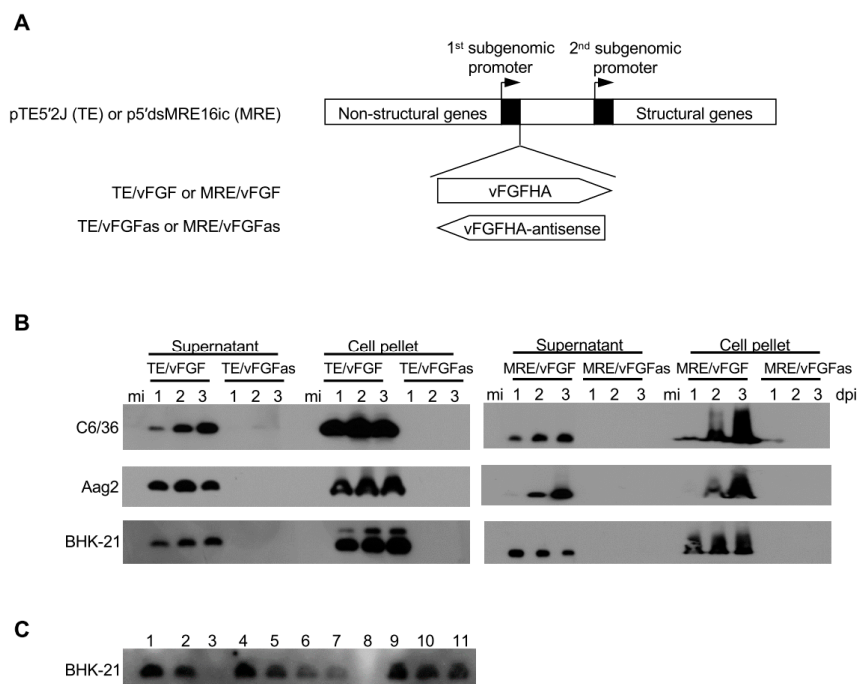 A
1st subgenomic promoter
2nd subgenomic promoter
pTE5'2J (TE) or p5'dsMRE16ic (MRE)
Non-structural genes
Structural genes
TE/vFGF or MRE/vFGF
vFGFHA
TE/vFGFas or MRE/vFGFas
vFGFHA-antisense
B
Supernatant
Cell pellet
Supernatant
Cell pellet
TE/vFGF TE/vFGFas
TE/vFGF TE/vFGFas
MRE/vFGF MRE/vFGFas
MRE/vFGF MRE/vFGFas
mi 1 2 3 1 2 3 mi 1 2 3 1 2 3 mi 1 2 3 1 2 3 mi 1 2 3 1 2 3 dpi
C6/36
Aag2
BHK-21
C
1 2 3 4 5 6 7 8 9 10 11
BHK-21